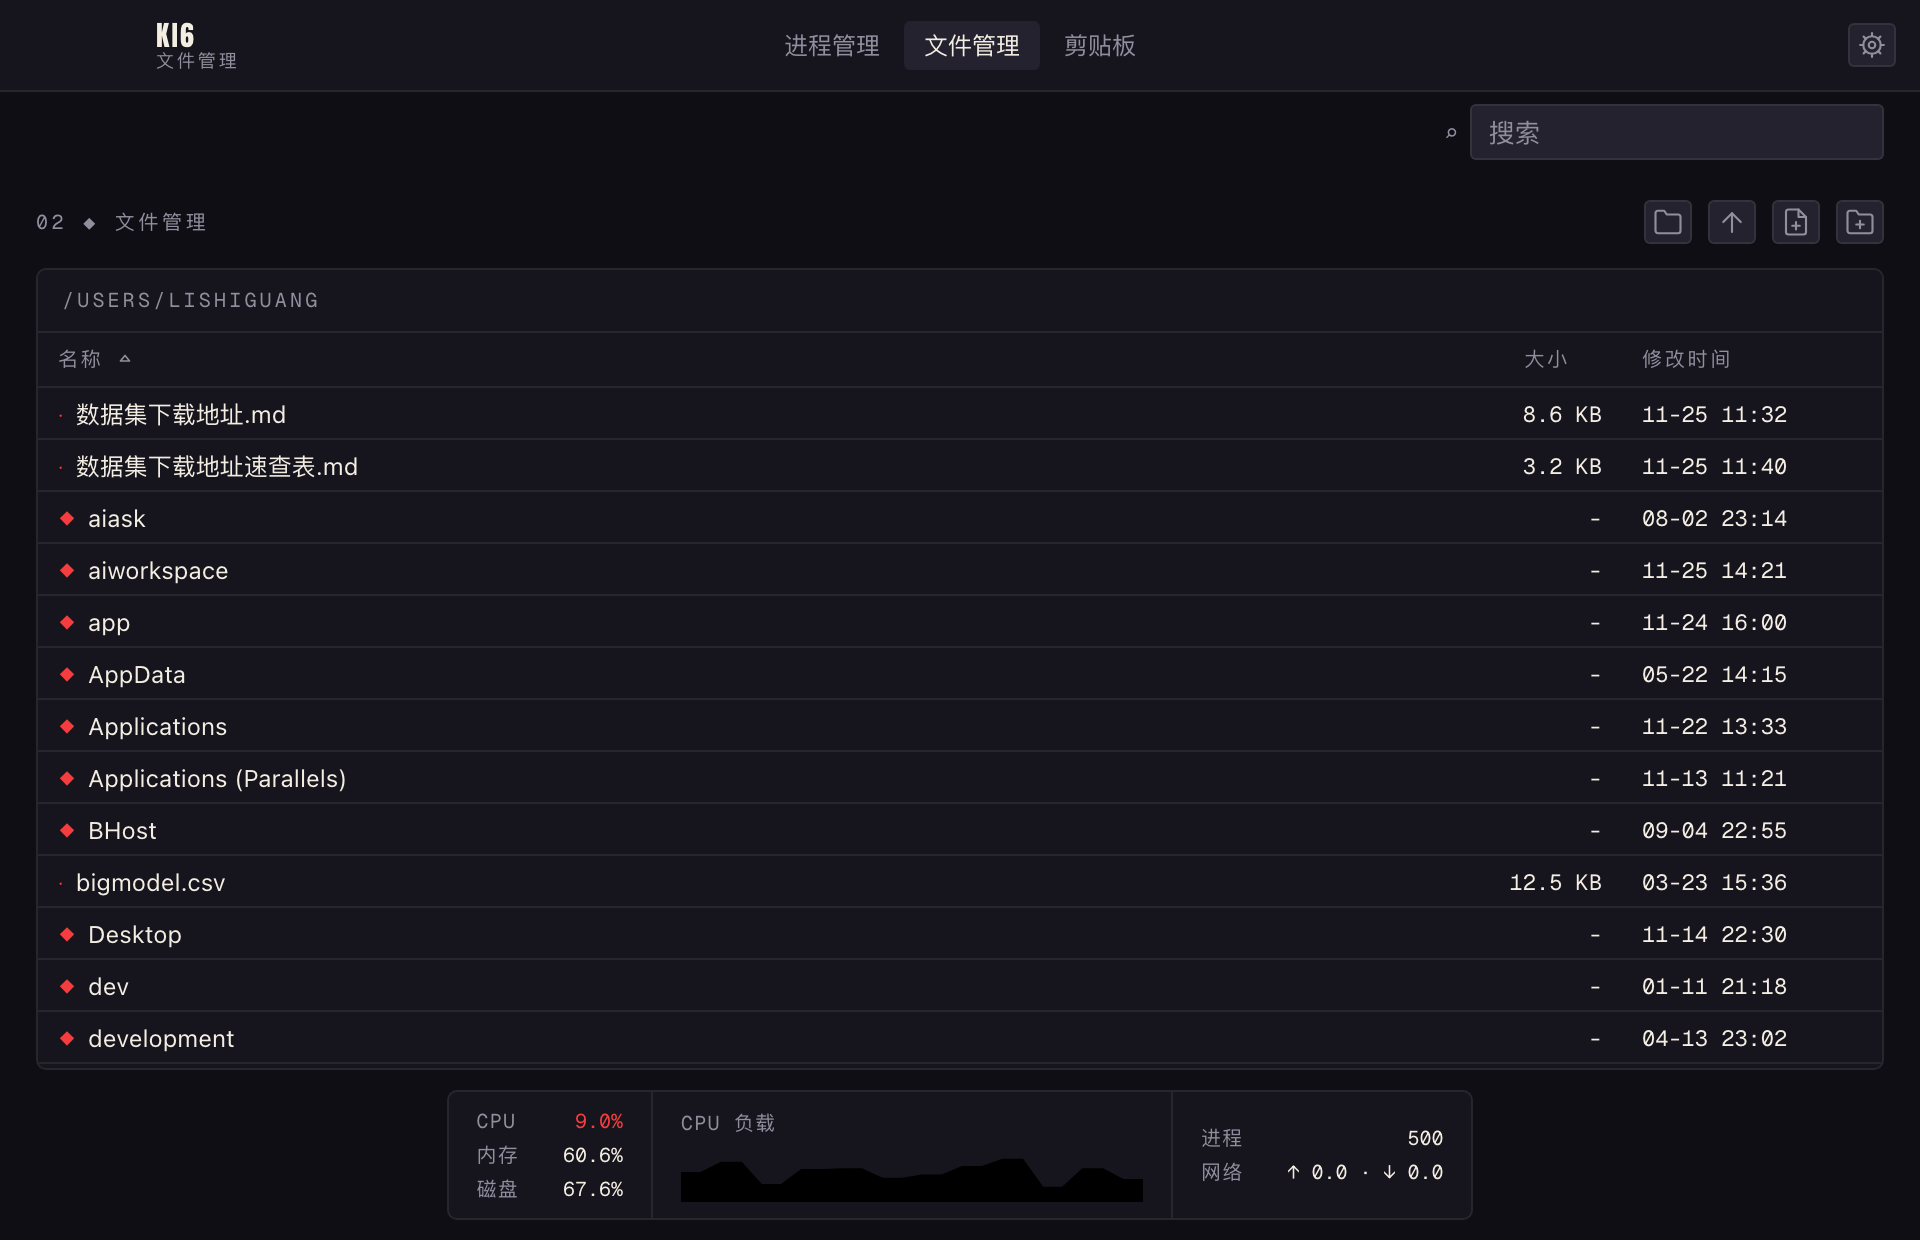 KI6
文件管理
进程管理 文件管理 剪贴板
搜索
02 ◆ 文件管理
/USERS/LISHIGUANG
名称 大小 修改时间
数据集下载地址.md 8.6 KB 11-25 11:32
数据集下载地址速查表.md 3.2 KB 11-25 11:40
aiask - 08-02 23:14
aiworkspace - 11-25 14:21
app - 11-24 16:00
AppData - 05-22 14:15
Applications - 11-22 13:33
Applications (Parallels) - 11-13 11:21
BHost - 09-04 22:55
bigmodel.csv 12.5 KB 03-23 15:36
Desktop - 11-14 22:30
dev - 01-11 21:18
development - 04-13 23:02
CPU 9.0%
内存 60.6%
磁盘 67.6%
CPU 负载
进程 500
网络 ↑ 0.0 · ↓ 0.0